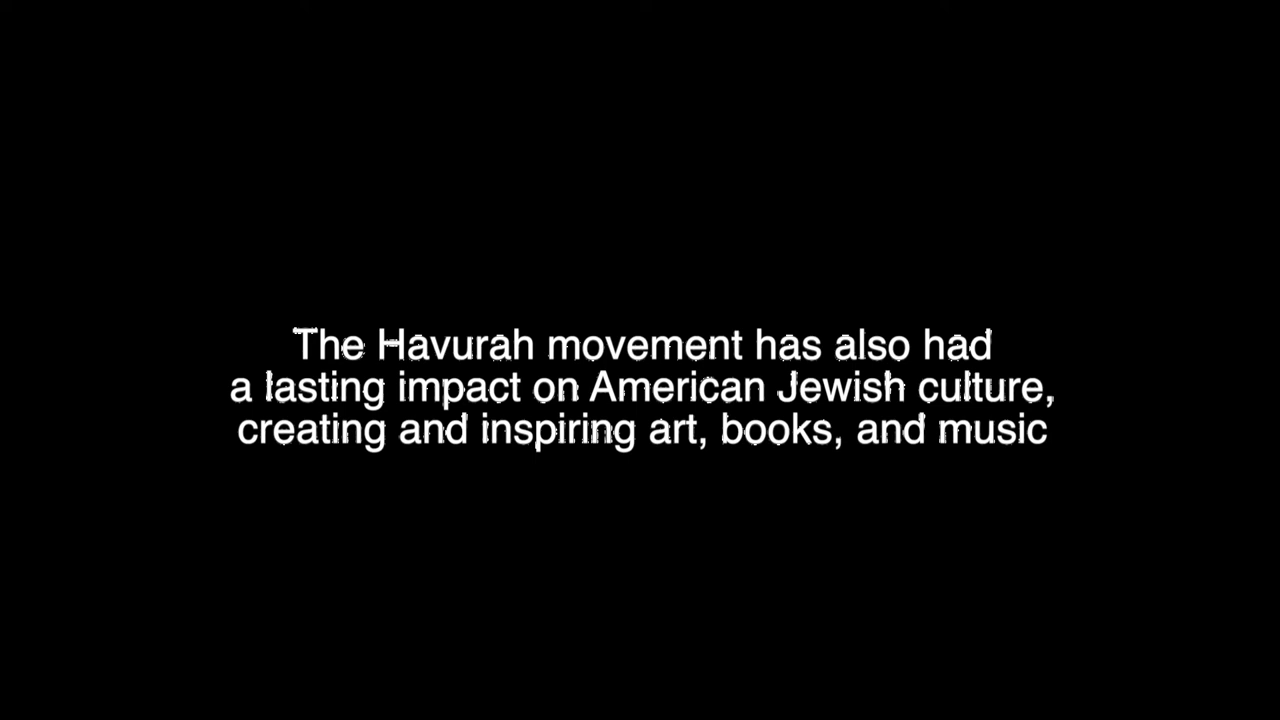 The Havurah movement has also had
a lasting impact on American Jewish culture,
creating and inspiring art, books, and music